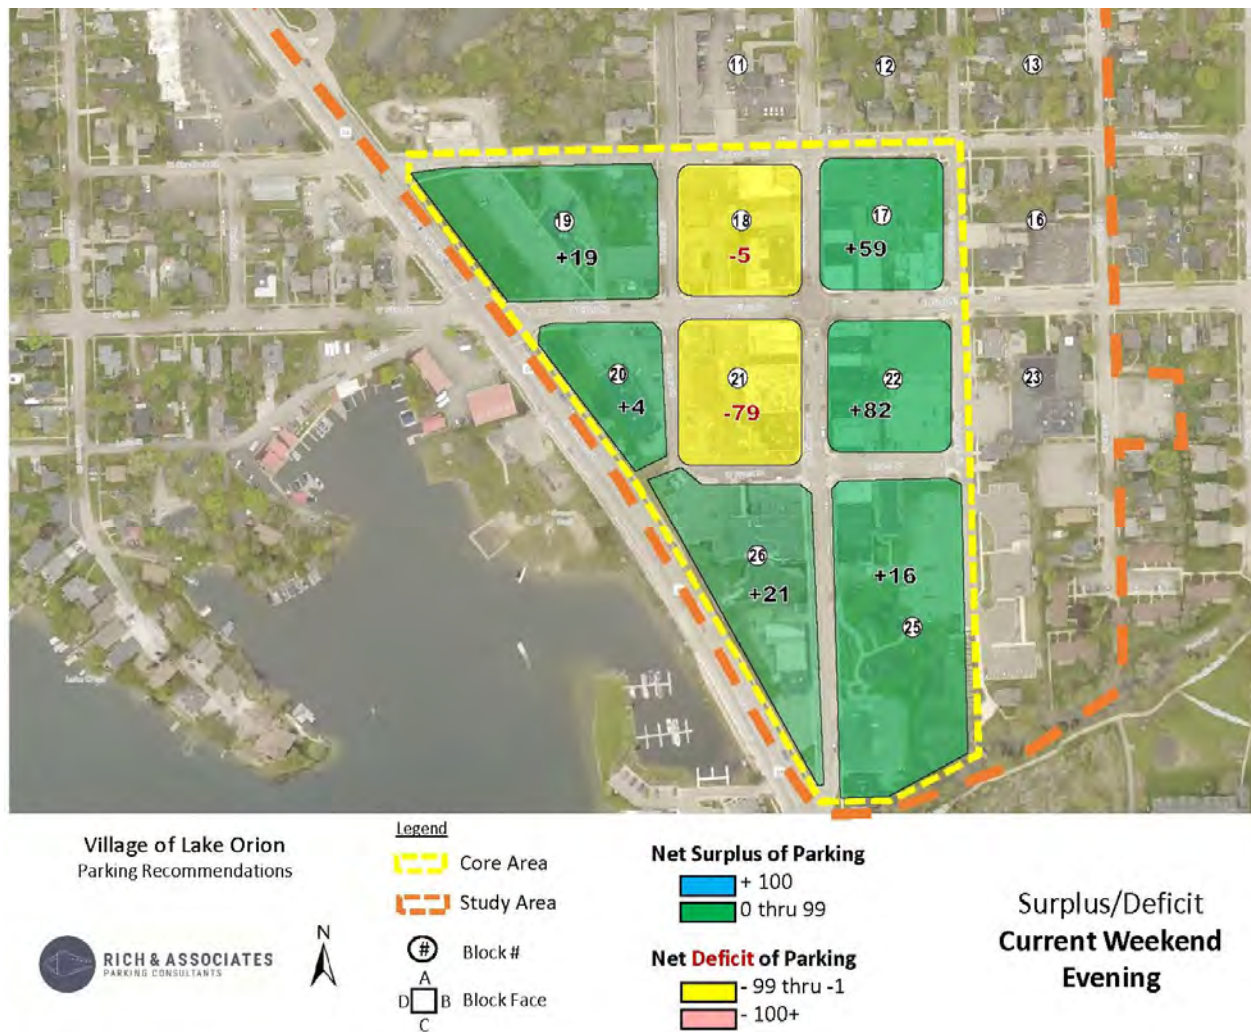 11
12
13
19
+19
18
-5
17
+59
16
20
+4
21
-79
22
+82
23
26
+21
+16
25
Village of Lake Orion
Parking Recommendations
RICH & ASSOCIATES
PARKING CONSULTANTS
N
Legend
Core Area
Study Area
# Block #
A
D B Block Face
C
Net Surplus of Parking
+ 100
0 thru 99
Net Deficit of Parking
- 99 thru -1
- 100+
Surplus/Deficit
Current Weekend
Evening